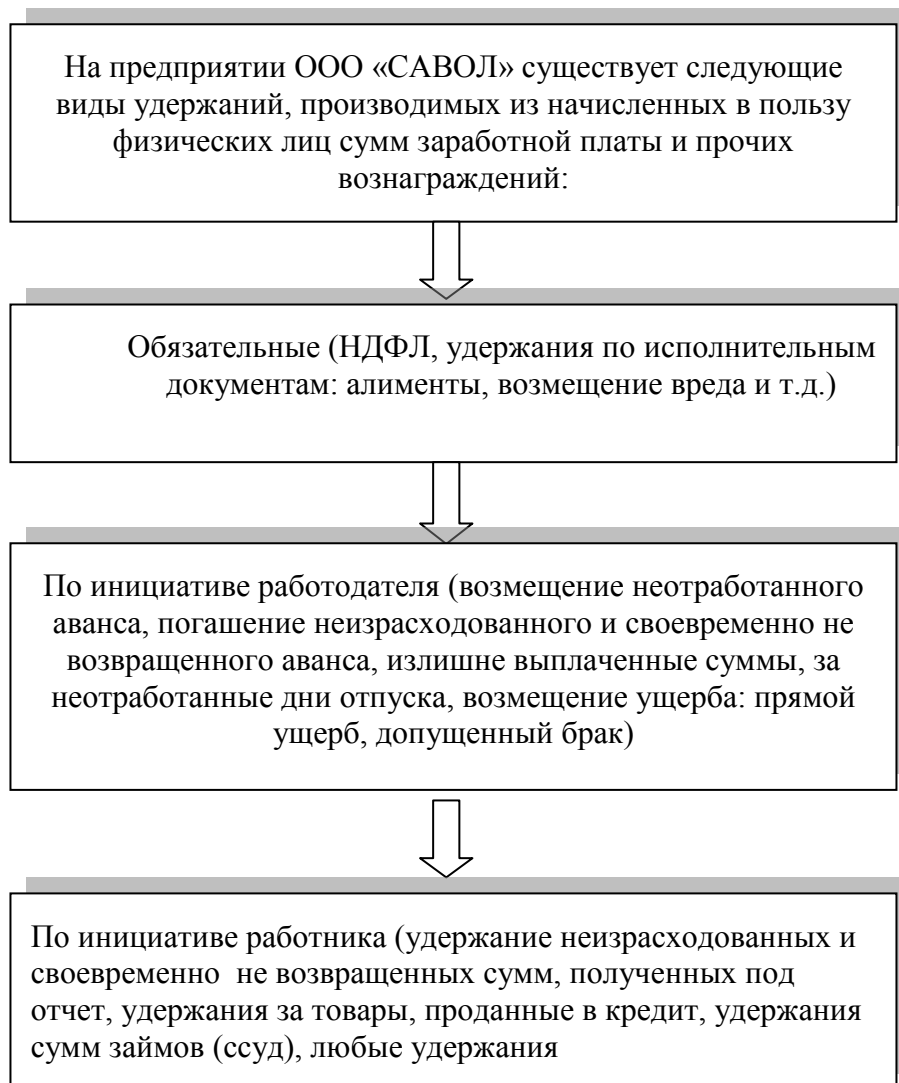 На предприятии ООО «САВОЛ» существует следующие
виды удержаний, производимых из начисленных в пользу
физических лиц сумм заработной платы и прочих
вознаграждений:
Обязательные (НДФЛ, удержания по исполнительным
документам: алименты, возмещение вреда и т.д.)
По инициативе работодателя (возмещение неотработанного
аванса, погашение неизрасходованного и своевременно не
возвращенного аванса, излишне выплаченные суммы, за
неотработанные дни отпуска, возмещение ущерба: прямой
ущерб, допущенный брак)
По инициативе работника (удержание неизрасходованных и
своевременно не возвращенных сумм, полученных под
отчет, удержания за товары, проданные в кредит, удержания
сумм займов (ссуд), любые удержания